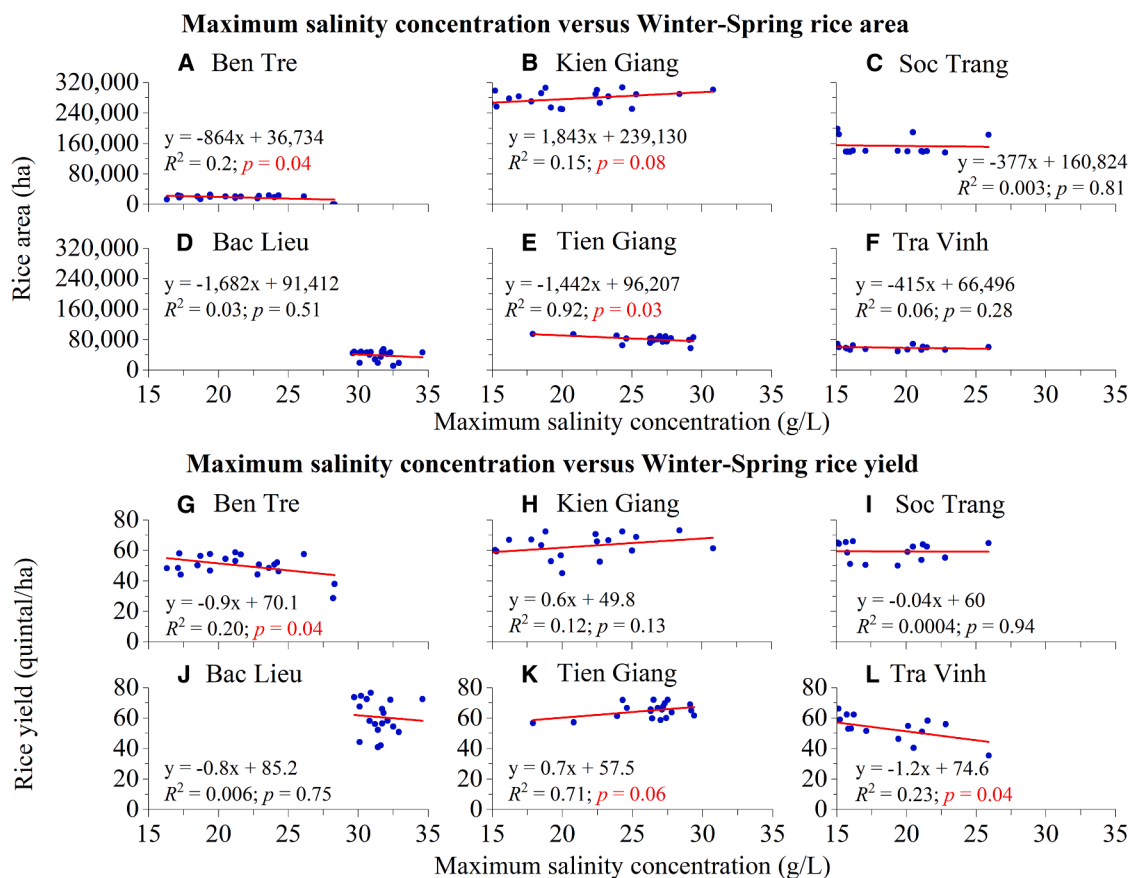 Maximum salinity concentration versus Winter-Spring rice area
A Ben Tre
B Kien Giang
C Soc Trang
320,000
240,000
160,000
80,000
0
y = -864x + 36,734
R² = 0.2; p = 0.04
y = 1,843x + 239,130
R² = 0.15; p = 0.08
y = -377x + 160,824
R² = 0.003; p = 0.81
Rice area (ha)
D Bac Lieu
E Tien Giang
F Tra Vinh
320,000
240,000
160,000
80,000
0
y = -1,682x + 91,412
R² = 0.03; p = 0.51
y = -1,442x + 96,207
R² = 0.92; p = 0.03
y = -415x + 66,496
R² = 0.06; p = 0.28
15 20 25 30 35 15 20 25 30 35 15 20 25 30 35
Maximum salinity concentration (g/L)
Maximum salinity concentration versus Winter-Spring rice yield
G Ben Tre
H Kien Giang
I Soc Trang
80
60
40
20
0
y = -0.9x + 70.1
R² = 0.20; p = 0.04
y = 0.6x + 49.8
R² = 0.12; p = 0.13
y = -0.04x + 60
R² = 0.0004; p = 0.94
Rice yield (quintal/ha)
J Bac Lieu
K Tien Giang
L Tra Vinh
80
60
40
20
0
y = -0.8x + 85.2
R² = 0.006; p = 0.75
y = 0.7x + 57.5
R² = 0.71; p = 0.06
y = -1.2x + 74.6
R² = 0.23; p = 0.04
15 20 25 30 35 15 20 25 30 35 15 20 25 30 35
Maximum salinity concentration (g/L)